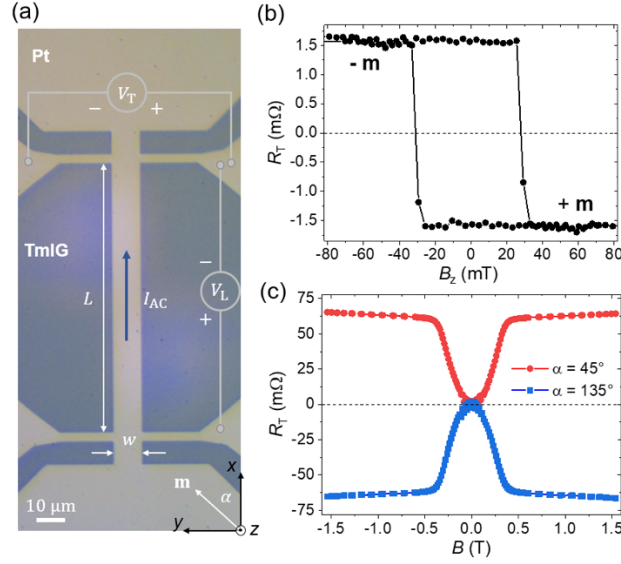 (a)
Pt
V_T
−
+
TmIG
L
I_AC
−
V_L
+
w
10 μm
m
α
x
y
z
(b)
1.5
1.0
0.5
0.0
-0.5
-1.0
-1.5
R_T (mΩ)
- m
+ m
-80 -60 -40 -20 0 20 40 60 80
B_z (mT)
(c)
75
50
25
0
-25
-50
-75
R_T (mΩ)
α = 45°
α = 135°
-1.5 -1.0 -0.5 0.0 0.5 1.0 1.5
B (T)